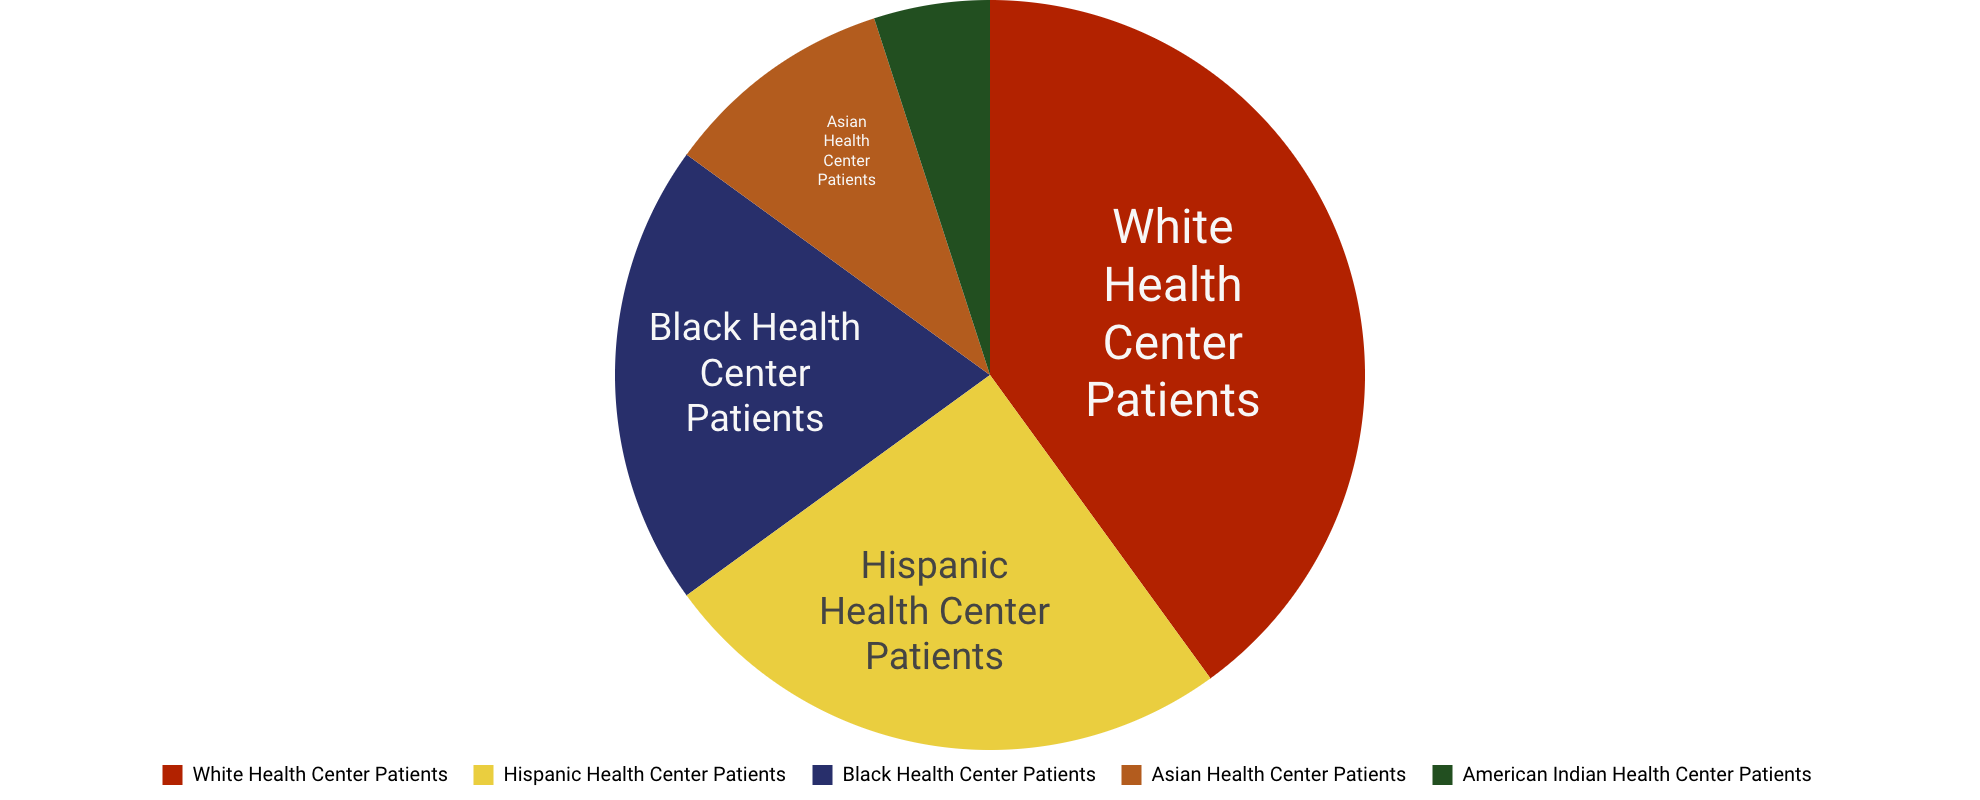 Asian
Health
Center
Patients
White
Health
Center
Patients
Black Health
Center
Patients
Hispanic
Health Center
Patients
White Health Center Patients
Hispanic Health Center Patients
Black Health Center Patients
Asian Health Center Patients
American Indian Health Center Patients